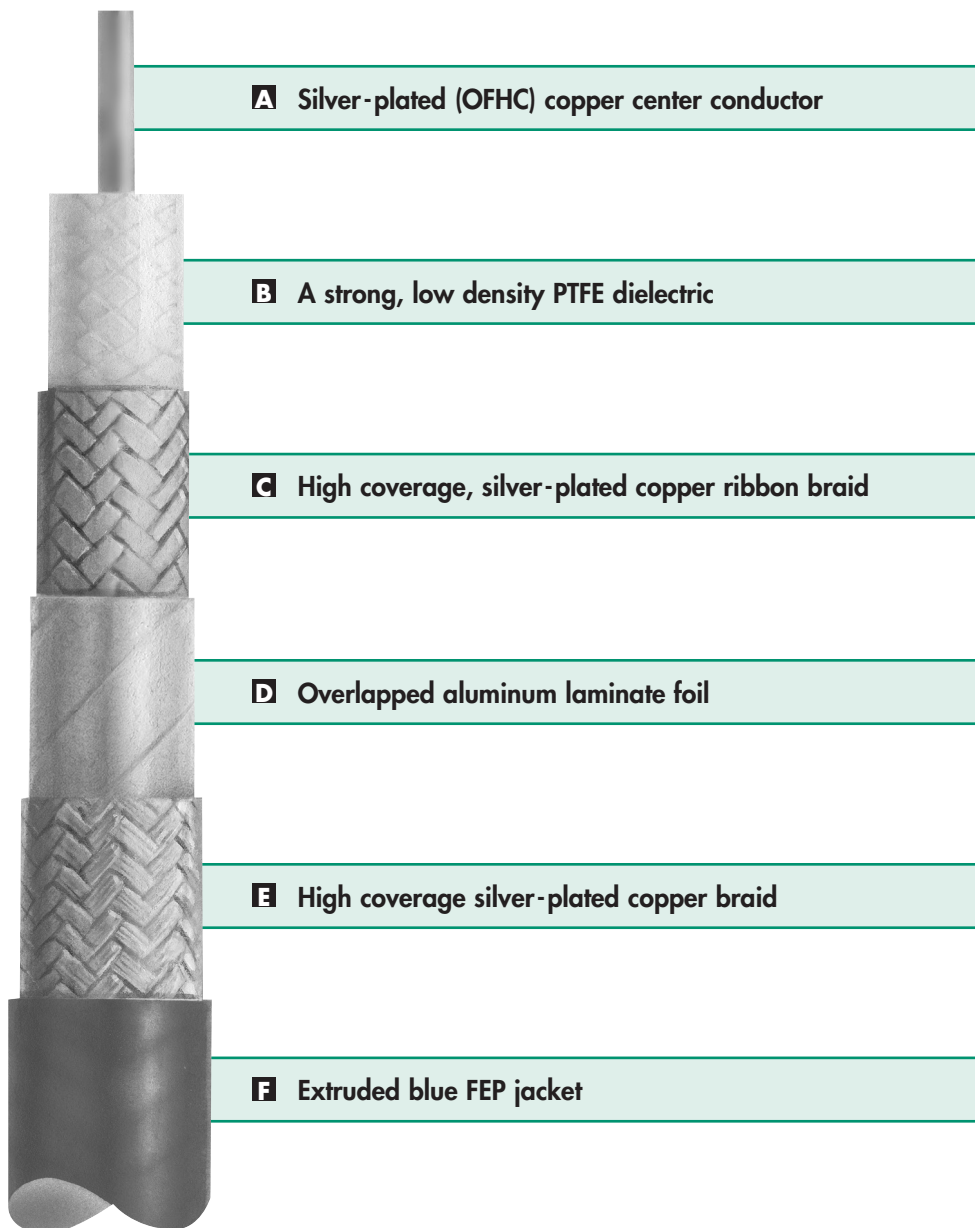 A Silver-plated (OFHC) copper center conductor
B A strong, low density PTFE dielectric
C High coverage, silver-plated copper ribbon braid
D Overlapped aluminum laminate foil
E High coverage silver-plated copper braid
F Extruded blue FEP jacket